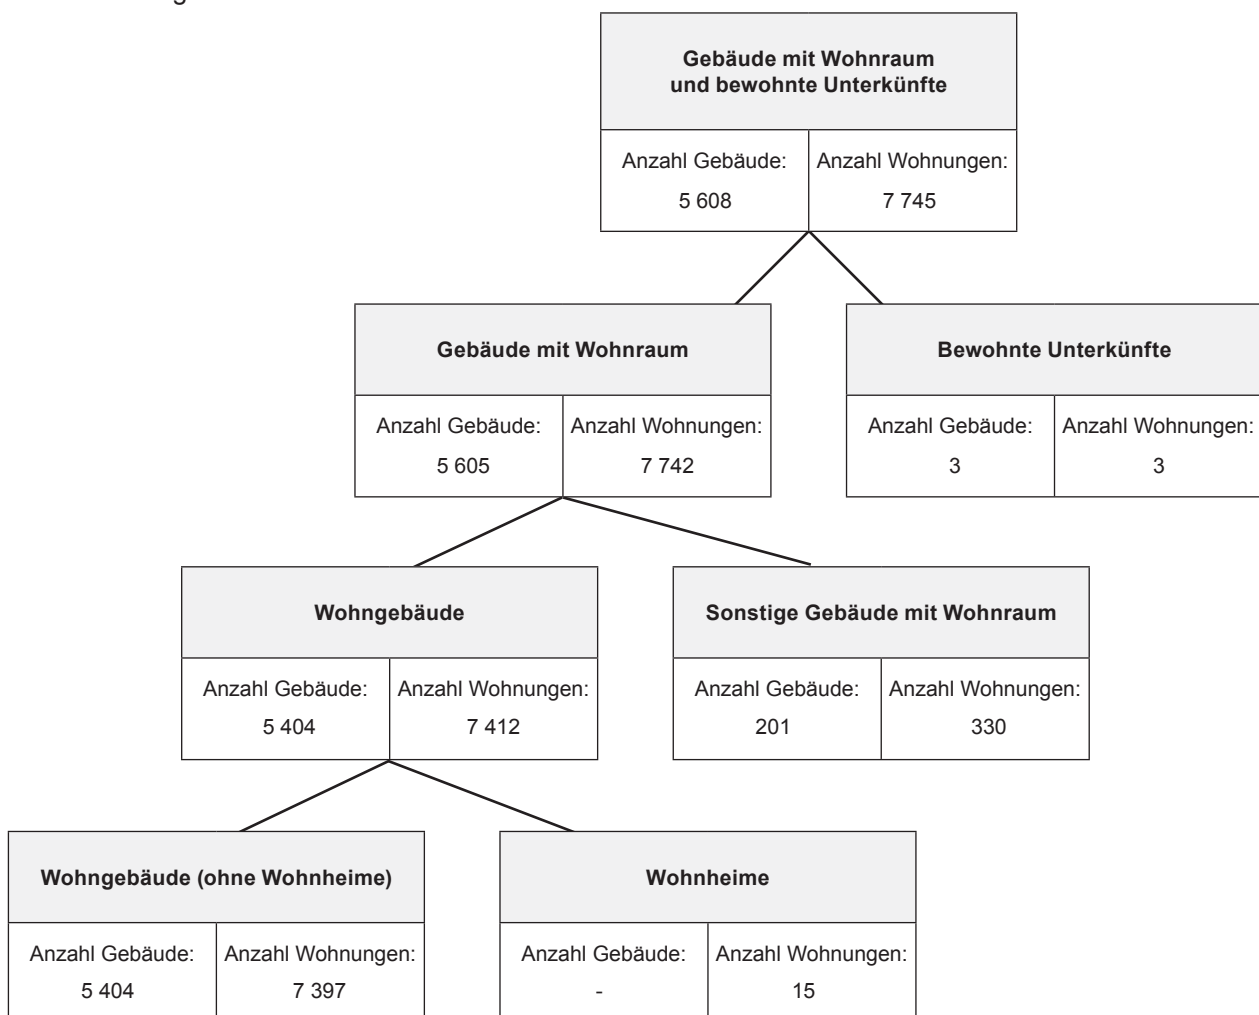 Gebäude mit Wohnraum
und bewohnte Unterkünfte
Anzahl Gebäude: Anzahl Wohnungen:
5 608 7 745
Gebäude mit Wohnraum
Anzahl Gebäude: Anzahl Wohnungen:
5 605 7 742
Bewohnte Unterkünfte
Anzahl Gebäude: Anzahl Wohnungen:
3 3
Wohngebäude
Anzahl Gebäude: Anzahl Wohnungen:
5 404 7 412
Sonstige Gebäude mit Wohnraum
Anzahl Gebäude: Anzahl Wohnungen:
201 330
Wohngebäude (ohne Wohnheime)
Anzahl Gebäude: Anzahl Wohnungen:
5 404 7 397
Wohnheime
Anzahl Gebäude: Anzahl Wohnungen:
- 15